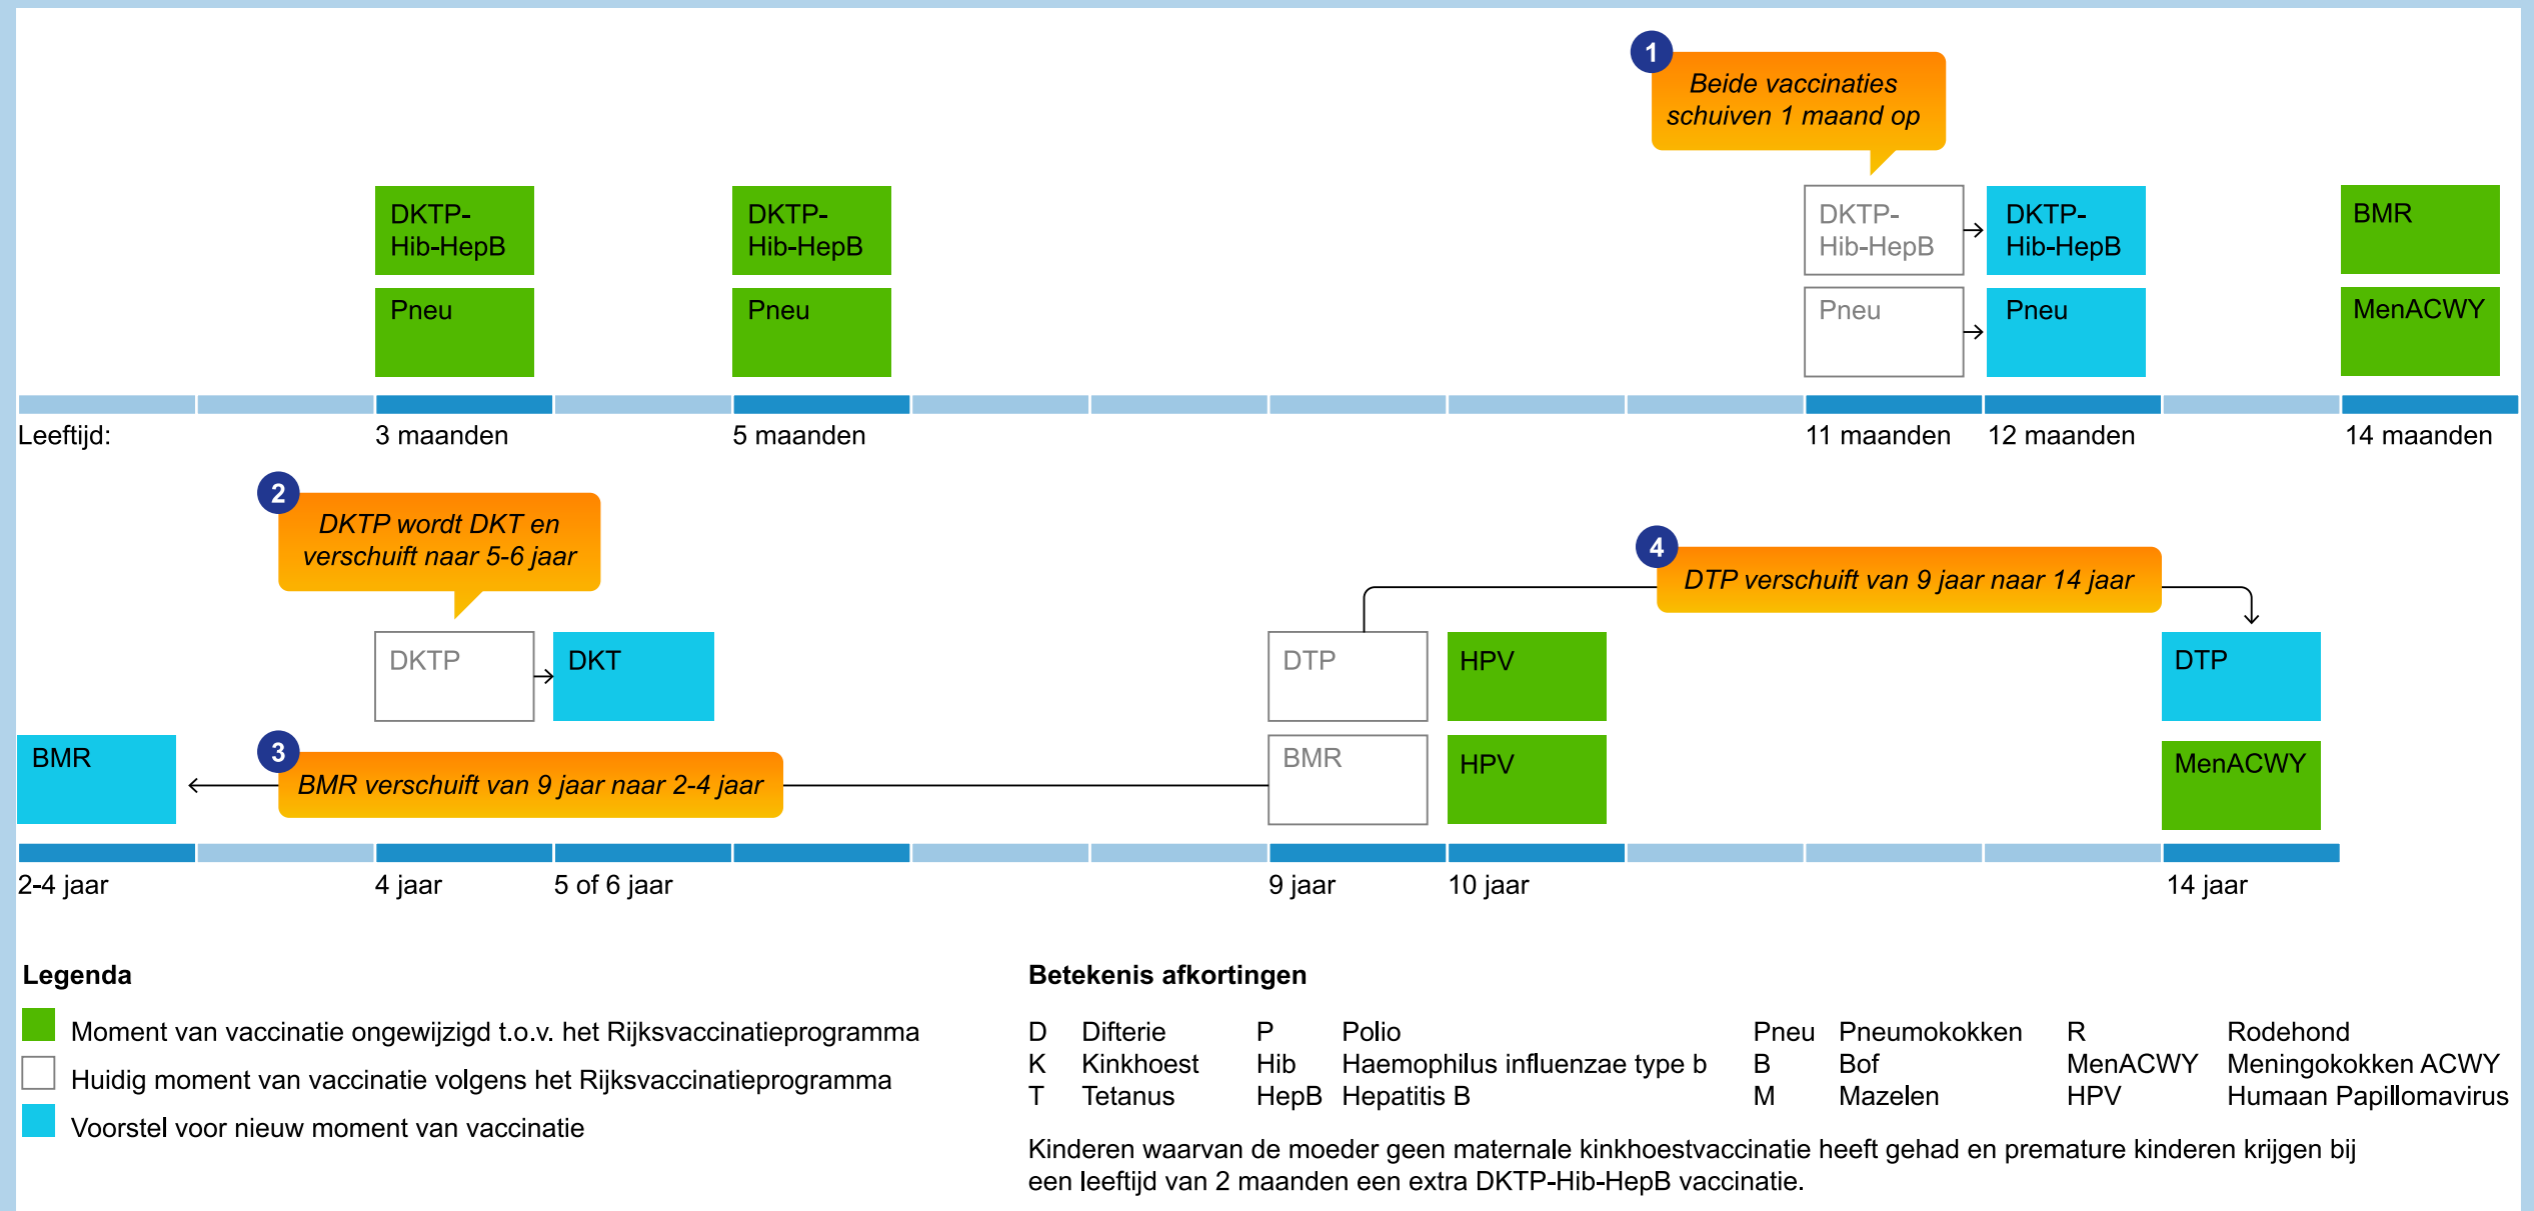 1
Beide vaccinaties
schuiven 1 maand op
DKTP-
Hib-HepB
DKTP-
Hib-HepB
DKTP-
Hib-HepB
DKTP-
Hib-HepB
BMR
Pneu
Pneu
Pneu
Pneu
MenACWY
Leeftijd:
3 maanden
5 maanden
11 maanden
12 maanden
14 maanden
2
DKTP wordt DKT en
verschuift naar 5-6 jaar
4
DTP verschuift van 9 jaar naar 14 jaar
DKTP
DKT
DTP
HPV
DTP
BMR
3
BMR verschuift van 9 jaar naar 2-4 jaar
BMR
HPV
MenACWY
2-4 jaar
4 jaar
5 of 6 jaar
9 jaar
10 jaar
14 jaar
Legenda
Moment van vaccinatie ongewijzigd t.o.v. het Rijksvaccinatieprogramma
Huidig moment van vaccinatie volgens het Rijksvaccinatieprogramma
Voorstel voor nieuw moment van vaccinatie
Betekenis afkortingen
D Difterie P Polio Pneu Pneumokokken R Rodehond
K Kinkhoest Hib Haemophilus influenzae type b B Bof MenACWY Meningokokken ACWY
T Tetanus HepB Hepatitis B M Mazelen HPV Humaan Papillomavirus
Kinderen waarvan de moeder geen maternale kinkhoestvaccinatie heeft gehad en premature kinderen krijgen bij
een leeftijd van 2 maanden een extra DKTP-Hib-HepB vaccinatie.